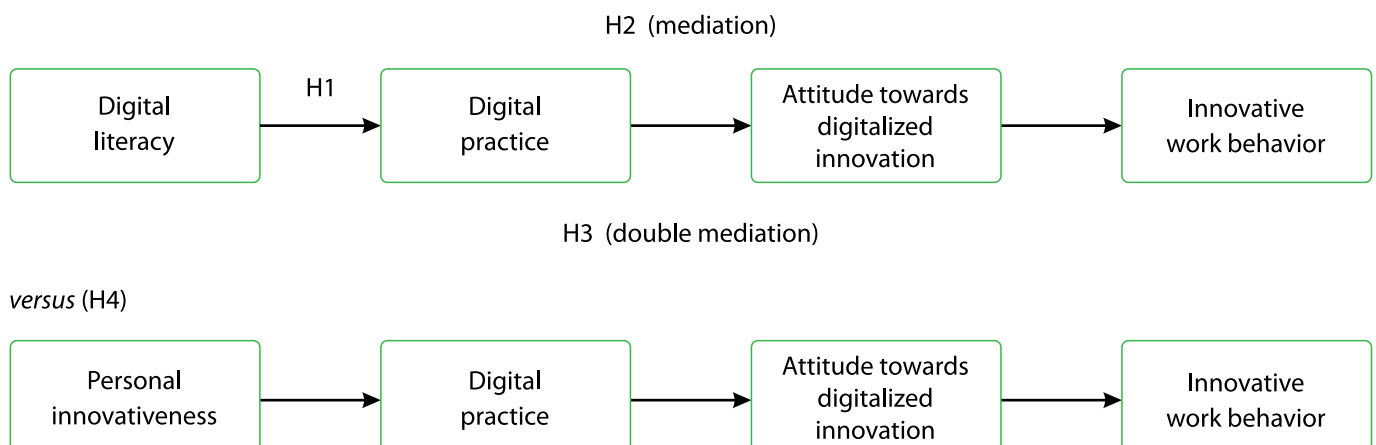 H2 (mediation)
Digital
literacy
H1
Digital
practice
Attitude towards
digitalized
innovation
Innovative
work behavior
H3 (double mediation)
versus (H4)
Personal
innovativeness
Digital
practice
Attitude towards
digitalized
innovation
Innovative
work behavior